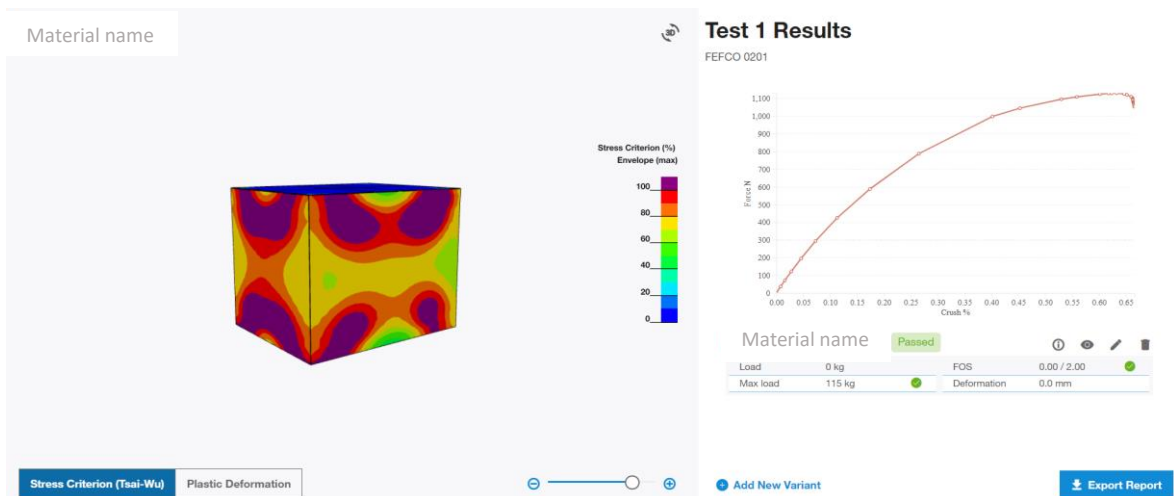 Material name
3D
Stress Criterion (%)
Envelope (max)
100
80
60
40
20
0
Stress Criterion (Tsai-Wu)
Plastic Deformation
Test 1 Results
FEFCO 0201
1,100
1,000
900
800
700
600
500
400
300
200
100
0
Force N
0.00 0.05 0.10 0.15 0.20 0.25 0.30 0.35 0.40 0.45 0.50 0.55 0.60 0.65
Crush %
Material name Passed
Load 0 kg FOS 0.00 / 2.00
Max load 115 kg Deformation 0.0 mm
Add New Variant
Export Report